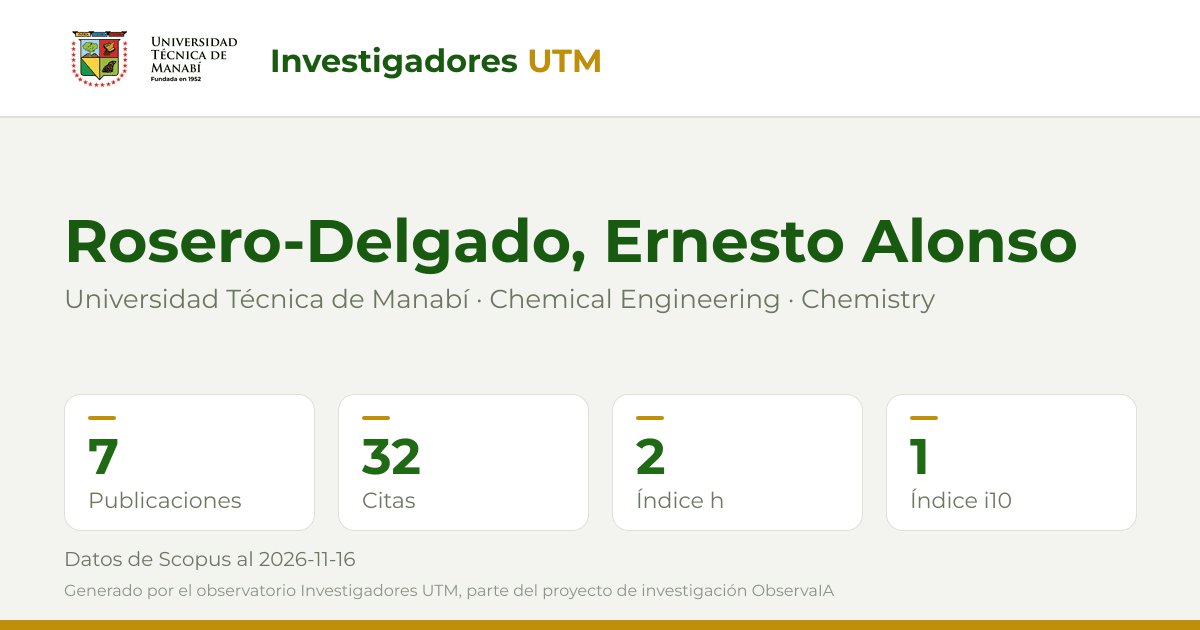 UNIVERSIDAD
TÉCNICA DE
MANABÍ
Fundada en 1952
Investigadores UTM
Rosero-Delgado, Ernesto Alonso
Universidad Técnica de Manabí · Chemical Engineering · Chemistry
7
Publicaciones
32
Citas
2
Índice h
1
Índice i10
Datos de Scopus al 2026-11-16
Generado por el observatorio Investigadores UTM, parte del proyecto de investigación ObservaIA